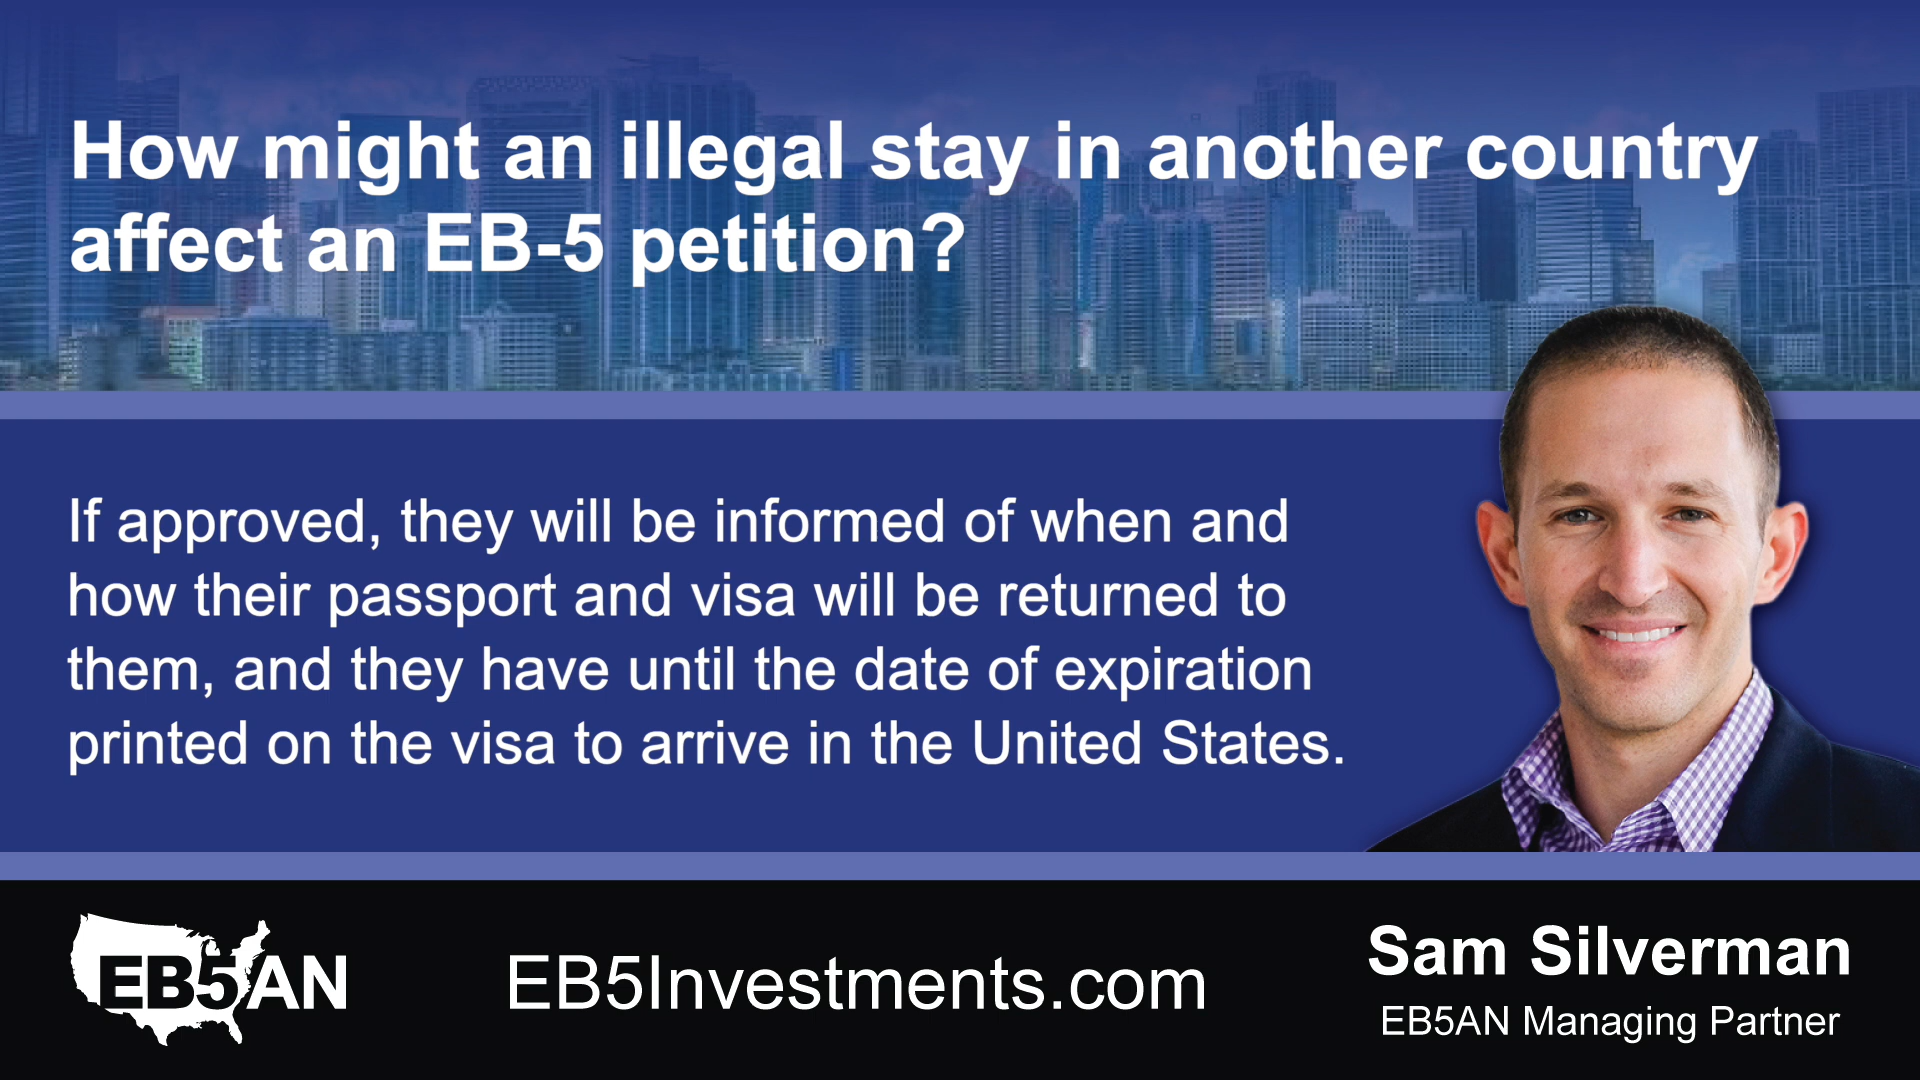 How might an illegal stay in another country
affect an EB-5 petition?
If approved, they will be informed of when and
how their passport and visa will be returned to
them, and they have until the date of expiration
printed on the visa to arrive in the United States.
EB5AN
EB5Investments.com
Sam Silverman
EB5AN Managing Partner